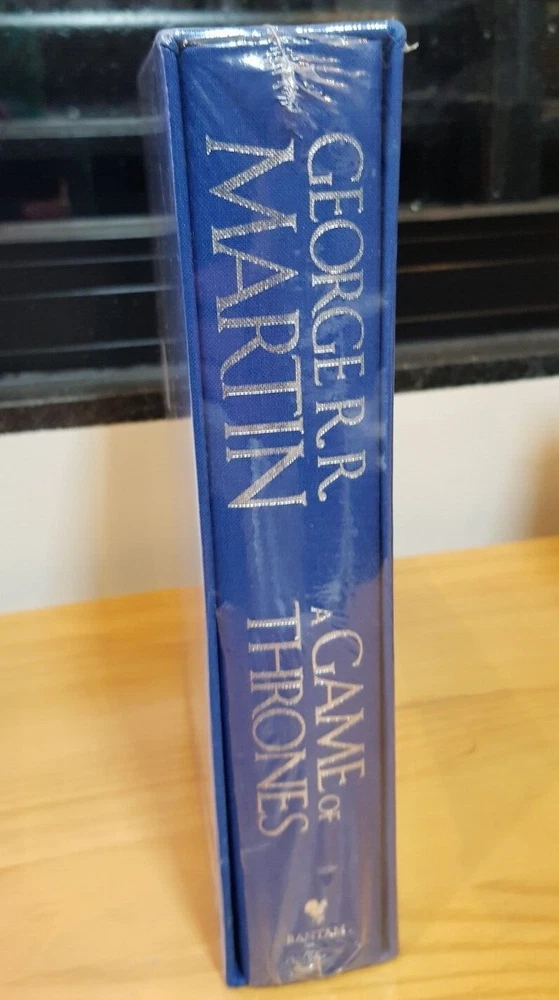 GEORGE R R
MARTIN
A GAME OF
THRONES
BANTAM